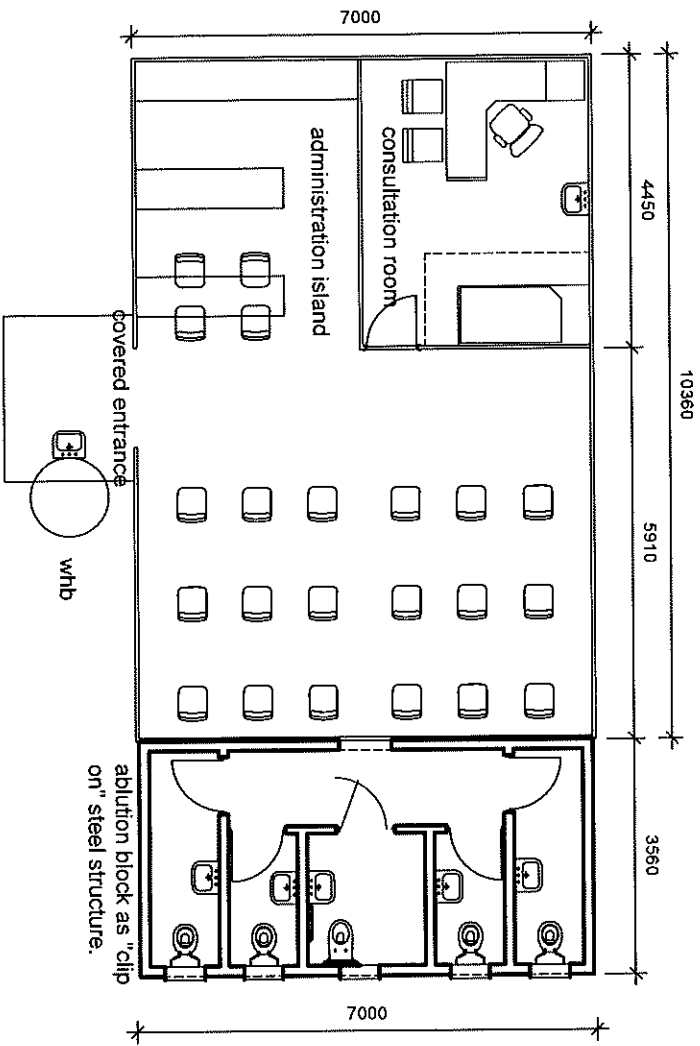 7000
4450
10360
5910
3560
7000
consultation room
administration island
covered entrance
whb
ablution block as "clip
on" steel structure.